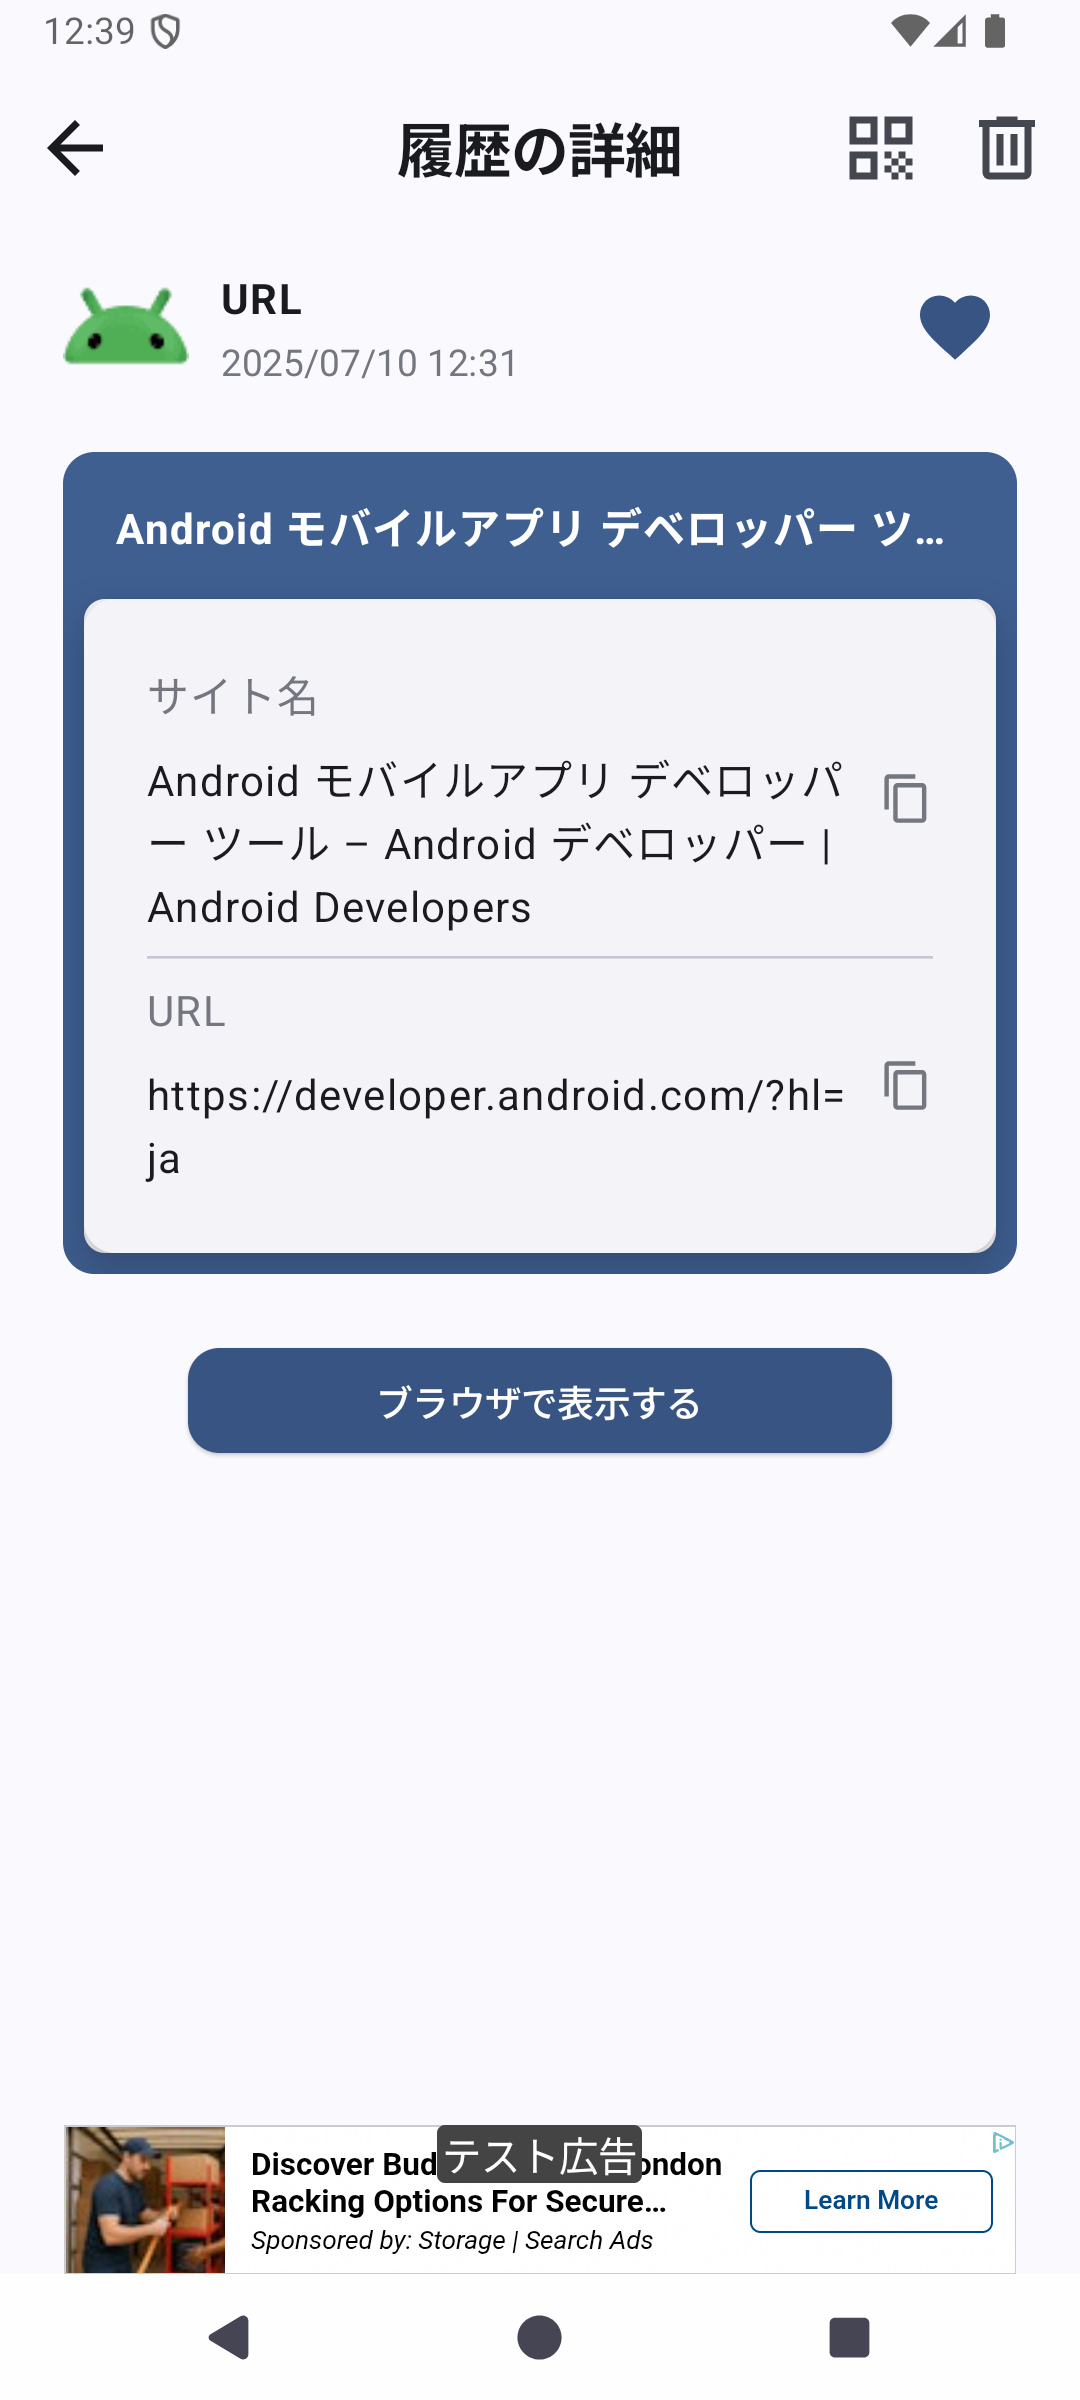 12:39
履歴の詳細
URL
2025/07/10 12:31
Android モバイルアプリ デベロッパー ツ...
サイト名
Android モバイルアプリ デベロッパ
ー ツール – Android デベロッパー |
Android Developers
URL
https://developer.android.com/?hl=
ja
ブラウザで表示する
テスト広告
Discover Bud ondon
Racking Options For Secure...
Sponsored by: Storage | Search Ads
Learn More